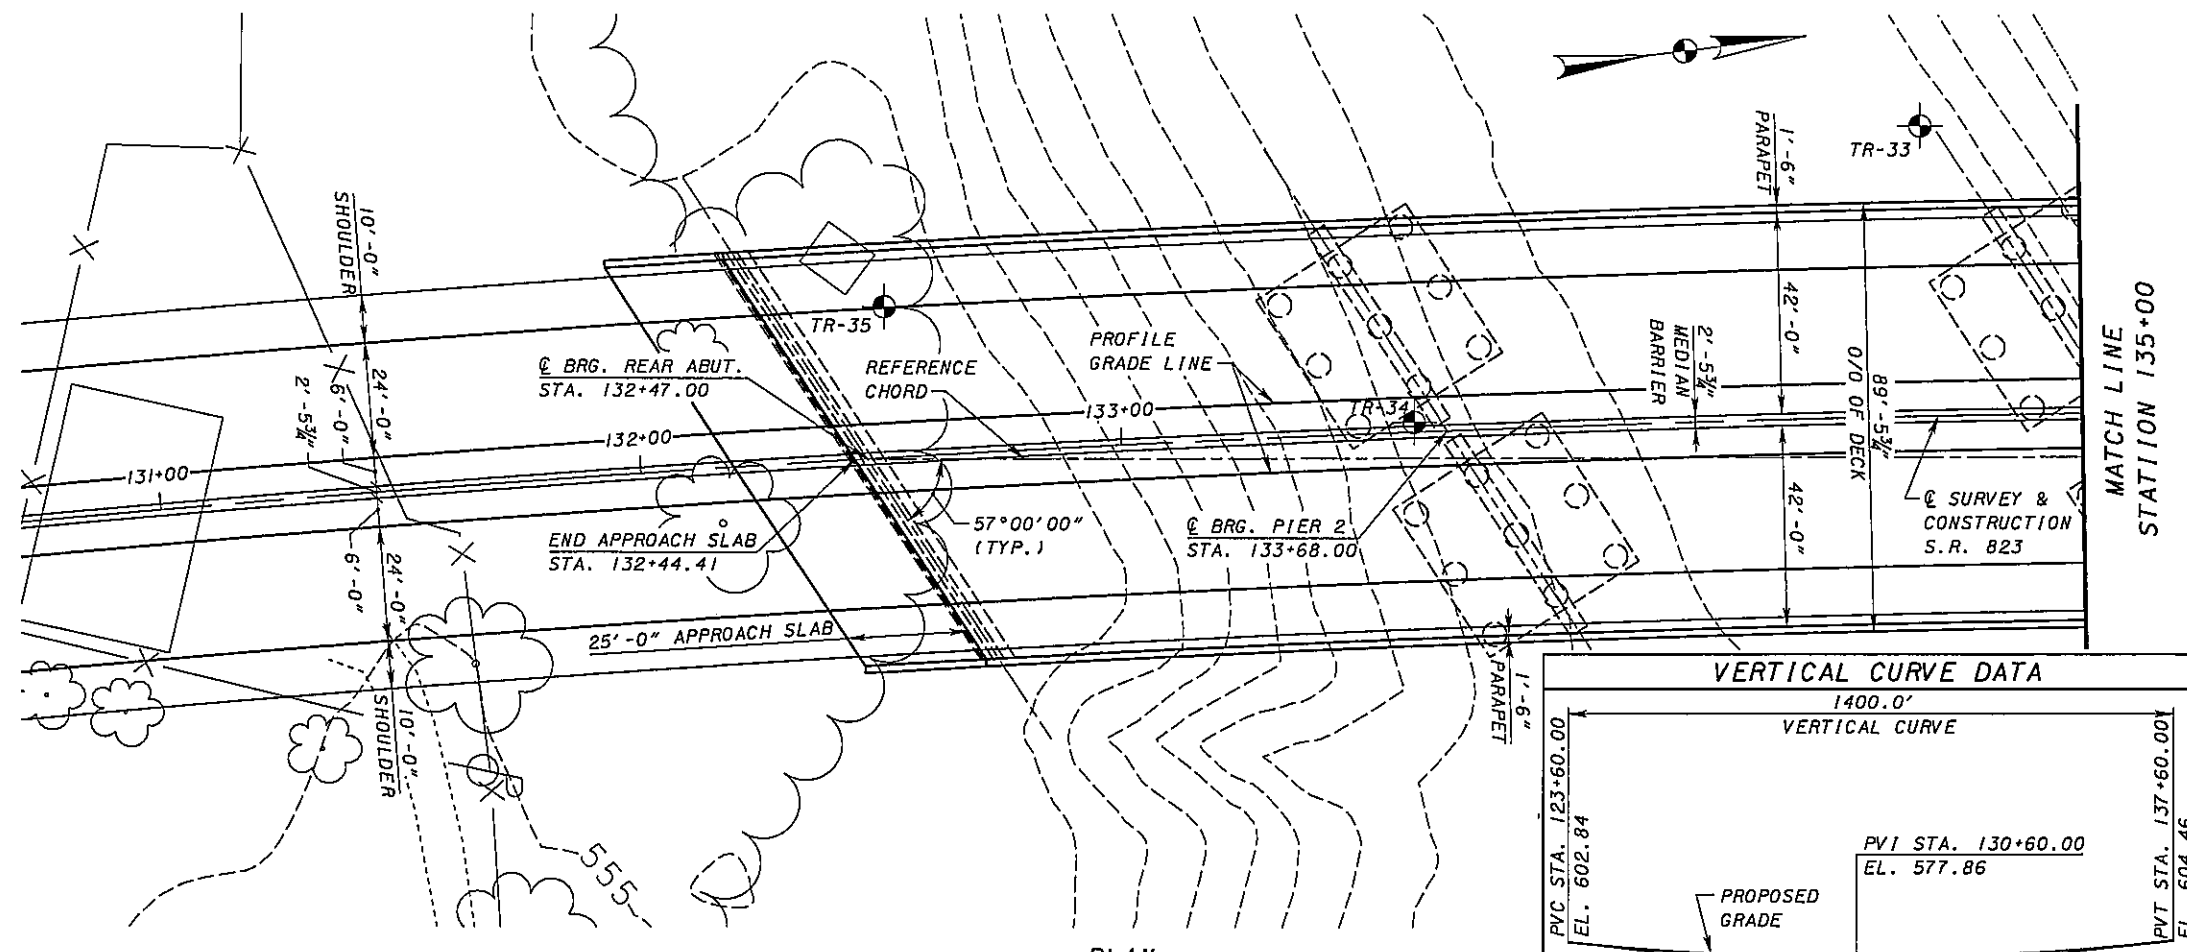 TR-33
1'-6"
PARAPET
10'-0"
SHOULDER
TR-35
℄ BRG. REAR ABUT.
STA. 132+47.00
REFERENCE
CHORD
PROFILE
GRADE LINE
2'-5¾"
MEDIAN
BARRIER
42'-0"
O/O OF DECK
89'-5¾"
MATCH LINE
STATION 135+00
24'-0"
6'-0"
2'-5¾"
131+00
132+00
133+00
TR-34
END APPROACH SLAB
STA. 132+44.41
57°00'00"
(TYP.)
℄ BRG. PIER 2
STA. 133+68.00
42'-0"
℄ SURVEY &
CONSTRUCTION
S.R. 823
24'-0"
6'-0"
25'-0" APPROACH SLAB
10'-0"
SHOULDER
1'-6"
PARAPET
555
VERTICAL CURVE DATA
1400.0'
VERTICAL CURVE
PVC STA. 123+60.00
EL. 602.84
PVI STA. 130+60.00
EL. 577.86
PROPOSED
GRADE
PVT STA. 137+60.00